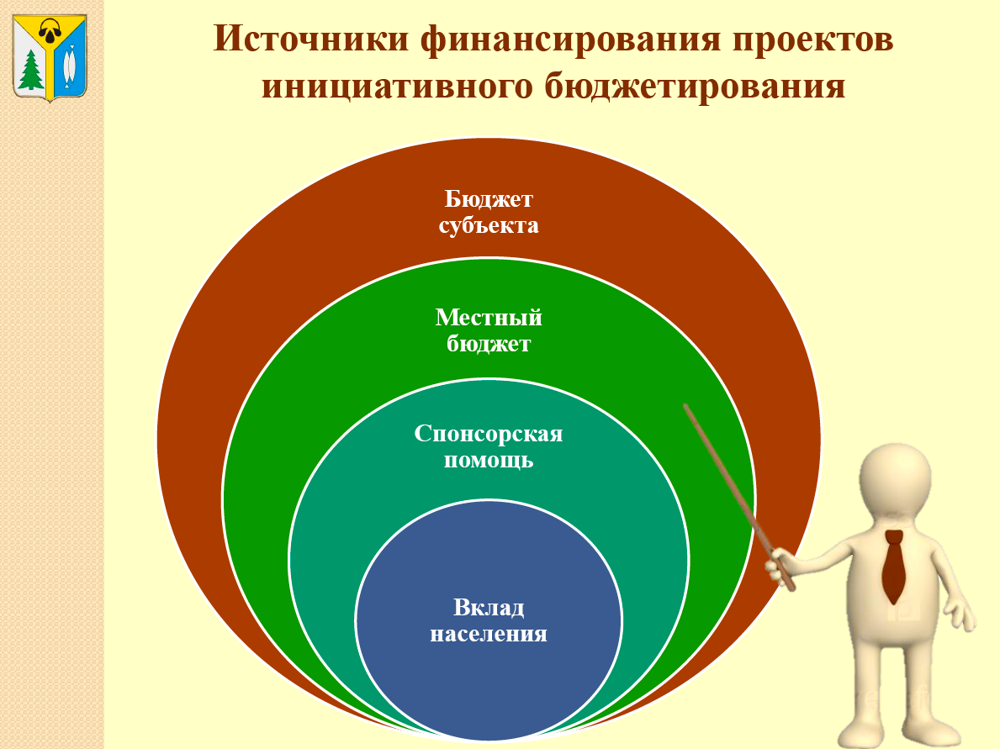 Источники финансирования проектов
инициативного бюджетирования
Бюджет
субъекта
Местный
бюджет
Спонсорская
помощь
Вклад
населения